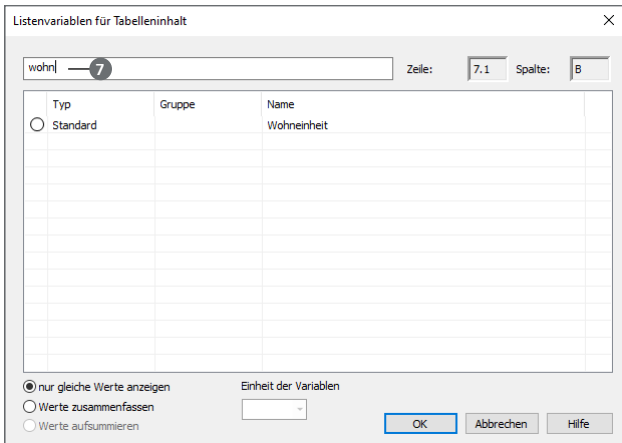 Listenvariablen für Tabelleninhalt
wohn 7 Zeile: 7.1 Spalte: B
Typ Gruppe Name
Standard Wohneinheit
nur gleiche Werte anzeigen Einheit der Variablen
Werte zusammenfassen
Werte aufsummieren
OK Abbrechen Hilfe